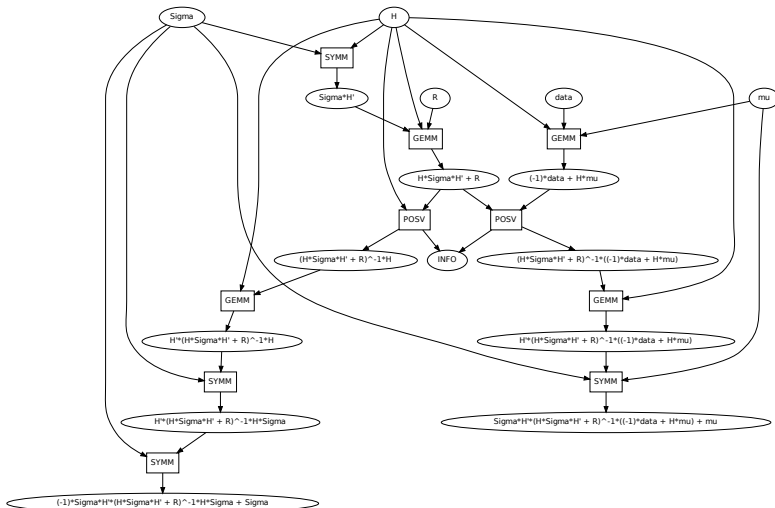 Sigma
H
SYMM
Sigma*H'
R
data
mu
GEMM
GEMM
H*Sigma*H' + R
(-1)*data + H*mu
POSV
POSV
(H*Sigma*H' + R)^-1*H
INFO
(H*Sigma*H' + R)^-1*((-1)*data + H*mu)
GEMM
GEMM
H'*(H*Sigma*H' + R)^-1*H
H'*(H*Sigma*H' + R)^-1*((-1)*data + H*mu)
SYMM
SYMM
H'*(H*Sigma*H' + R)^-1*H*Sigma
Sigma*H'*(H*Sigma*H' + R)^-1*((-1)*data + H*mu) + mu
SYMM
(-1)*Sigma*H'*(H*Sigma*H' + R)^-1*H*Sigma + Sigma